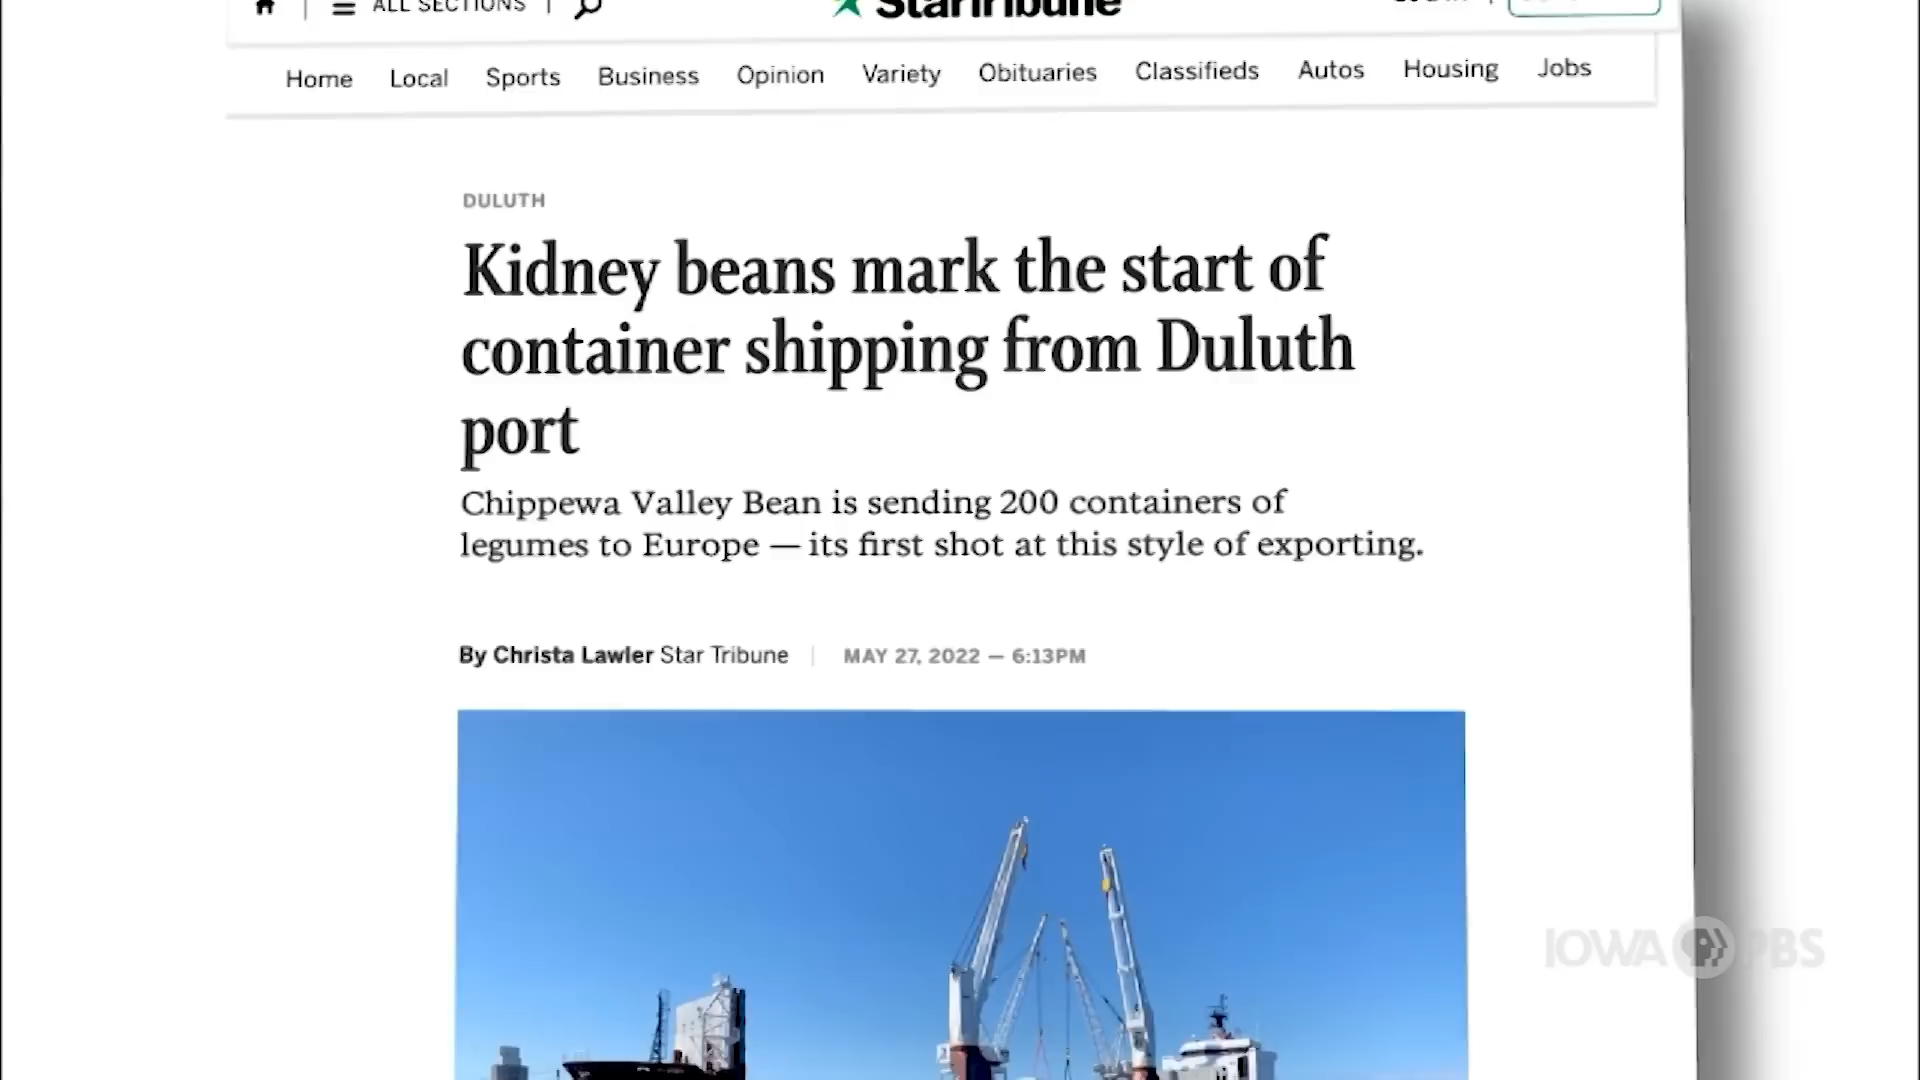 ALL SECTIONS
StarTribune
Home Local Sports Business Opinion Variety Obituaries Classifieds Autos Housing Jobs
DULUTH
Kidney beans mark the start of
container shipping from Duluth
port
Chippewa Valley Bean is sending 200 containers of
legumes to Europe — its first shot at this style of exporting.
By Christa Lawler Star Tribune | MAY 27, 2022 — 6:13PM
IOWA PBS